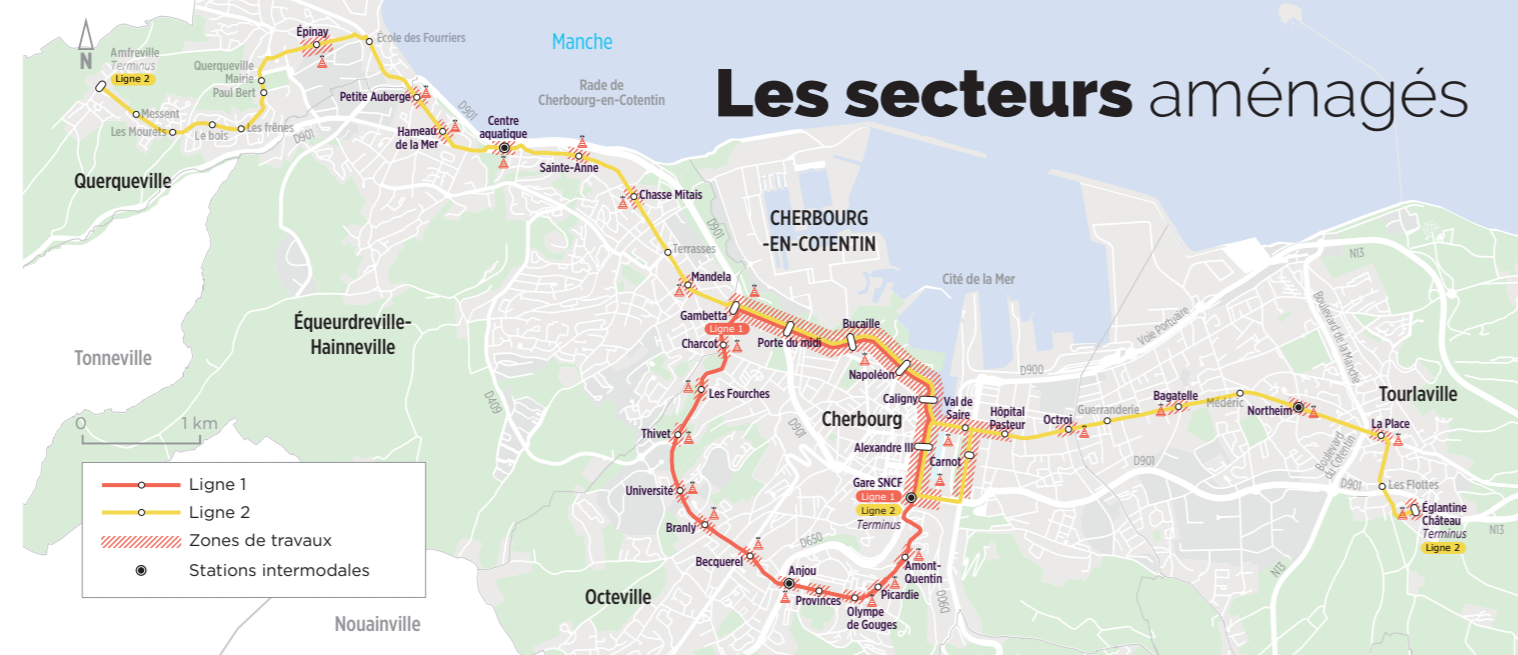 Les secteurs aménagés
Manche
Rade de
Cherbourg-en-Cotentin
N
Amfreville
Terminus
Ligne 2
Messent
Les Mourets
Le bois
Les frênes
Querqueville
Mairie
Paul Bert
Épinay
École des Fourriers
Petite Auberge
D901
D901
Hameau
de la Mer
Centre
aquatique
Sainte-Anne
Querqueville
Chasse Mitais
D901
Terrasses
Mandela
CHERBOURG
-EN-COTENTIN
Cité de la Mer
Gambetta
Ligne 1
Charcot
Porte du midi
Bucaille
Napoléon
Caligny
Val de
Saire
Hôpital
Pasteur
Octroi
Guerranderie
Bagatelle
Médéric
Northeim
La Place
Tourlaville
N13
Boulevard de la Manche
Voie Portuaire
D900
Équeurdreville-
Hainneville
Tonneville
D409
Les Fourches
Thivet
D901
Cherbourg
Alexandre III
Carnot
Gare SNCF
Ligne 1
Ligne 2
Terminus
D901
Boulevard
du Cotentin
D901
Les Flottes
Églantine
Château
Terminus
Ligne 2
N13
N13
0
1 km
Ligne 1
Ligne 2
Zones de travaux
Stations intermodales
Université
Branly
Becquerel
D650
Anjou
Provinces
Olympe
de Gouges
Picardie
Amont-
Quentin
D900
Octeville
Nouainville